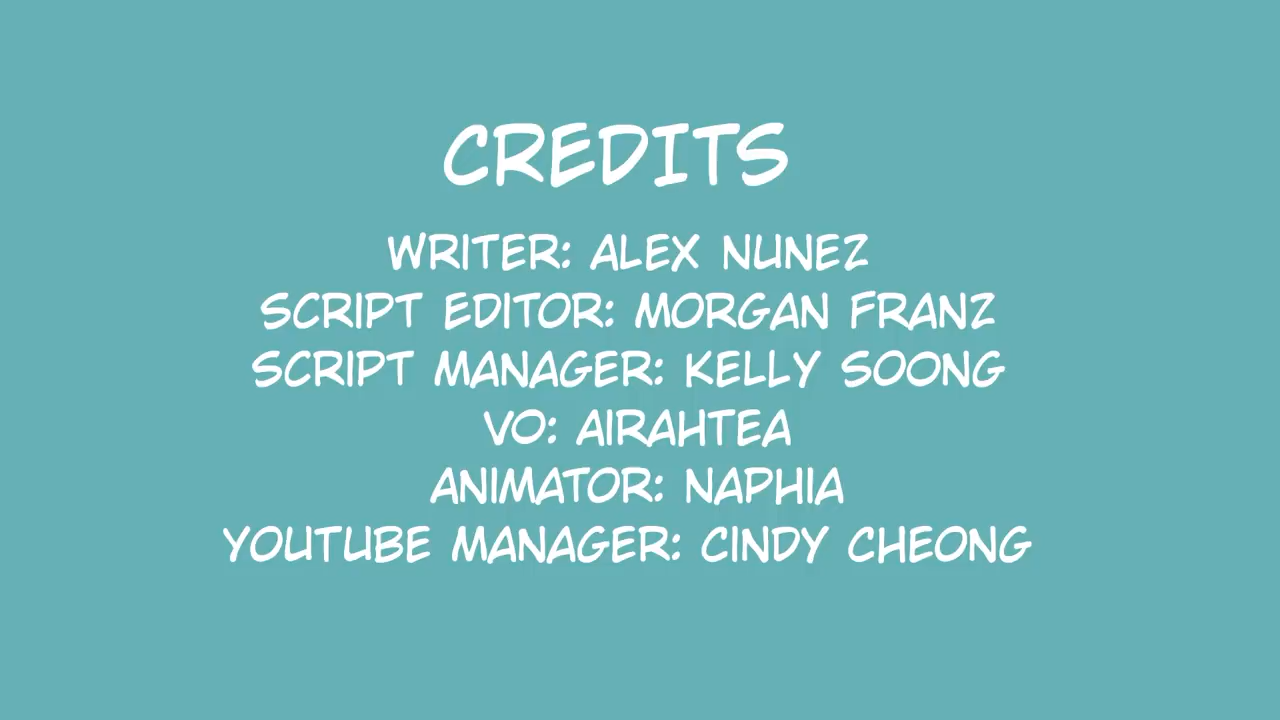 CREDITS
WRITER: ALEX NUNEZ
SCRIPT EDITOR: MORGAN FRANZ
SCRIPT MANAGER: KELLY SOONG
VO: AIRAHTEA
ANIMATOR: NAPHIA
YOUTUBE MANAGER: CINDY CHEONG